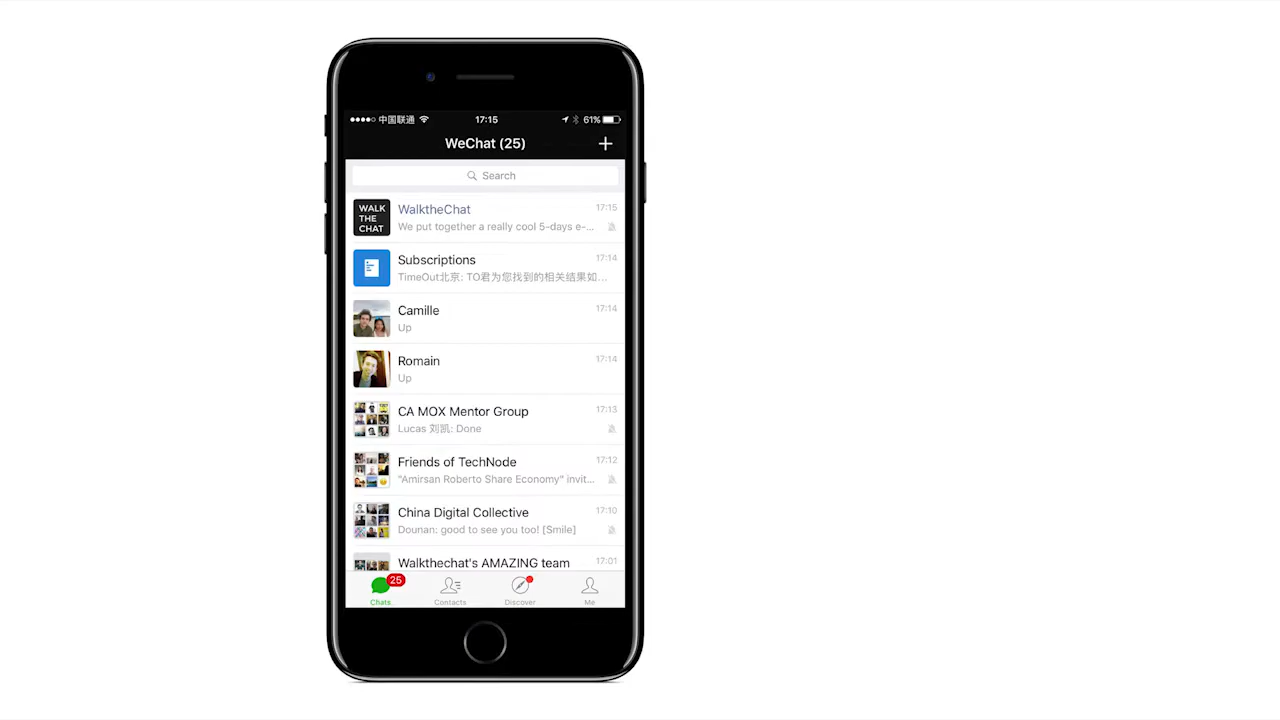 中国联通 17:15 61%
WeChat (25) +
Search
WALK
THE
CHAT
WalktheChat 17:15
We put together a really cool 5-days e-...
Subscriptions 17:14
TimeOut北京: TO君为您找到的相关结果如...
Camille 17:14
Up
Romain 17:14
Up
CA MOX Mentor Group 17:13
Lucas 刘凯: Done
Friends of TechNode 17:12
"Amirsan Roberto Share Economy" invit...
China Digital Collective 17:10
Dounan: good to see you too! [Smile]
Walkthechat's AMAZING team 17:01
25
Chats Contacts Discover Me